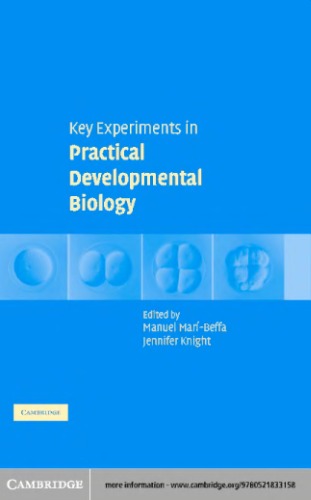 Key Experiments in
Practical
Developmental
Biology
Edited by
Manuel Marí-Beffa
Jennifer Knight
CAMBRIDGE
CAMBRIDGE more information - www.cambridge.org/9780521833158